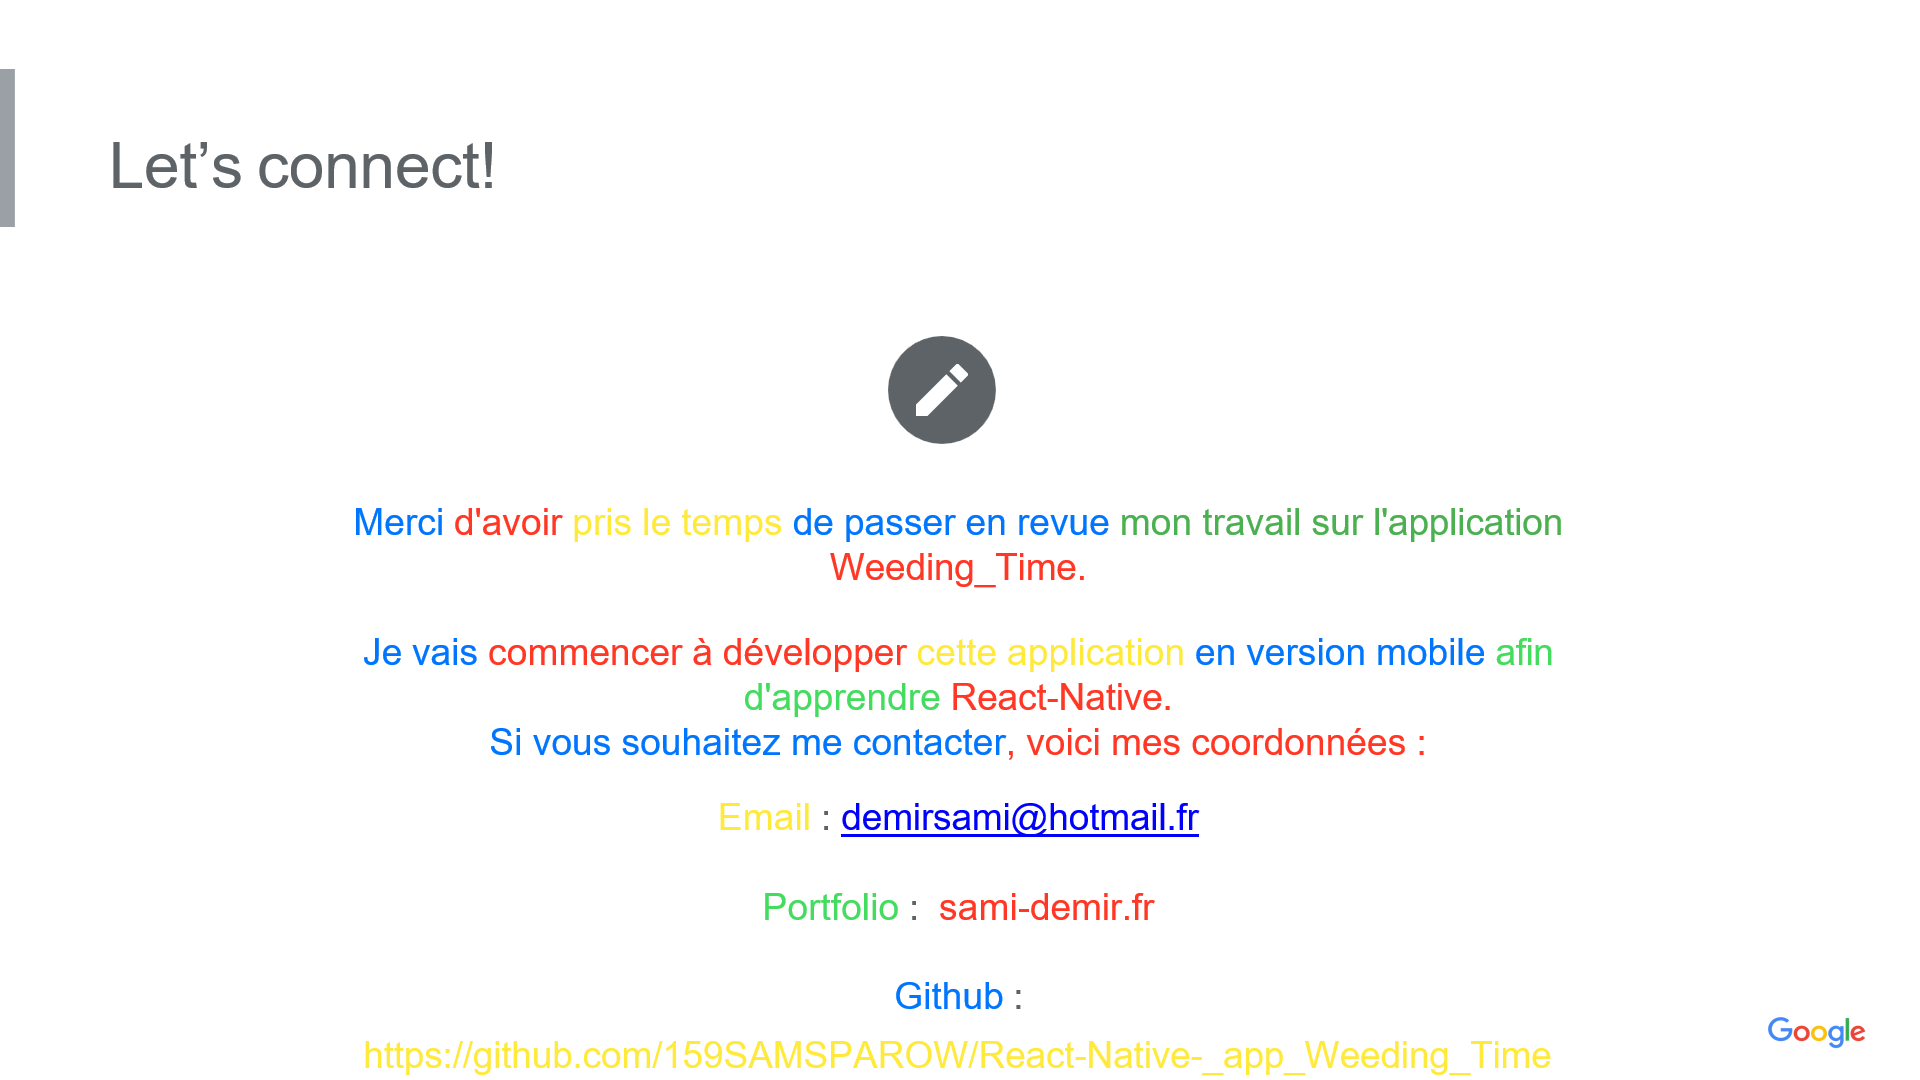 Let’s connect!
Merci d'avoir pris le temps de passer en revue mon travail sur l'application
Weeding_Time.
Je vais commencer à développer cette application en version mobile afin
d'apprendre React-Native.
Si vous souhaitez me contacter, voici mes coordonnées :
Email : demirsami@hotmail.fr
Portfolio :  sami-demir.fr
Github :
https://github.com/159SAMSPAROW/React-Native-_app_Weeding_Time
Google